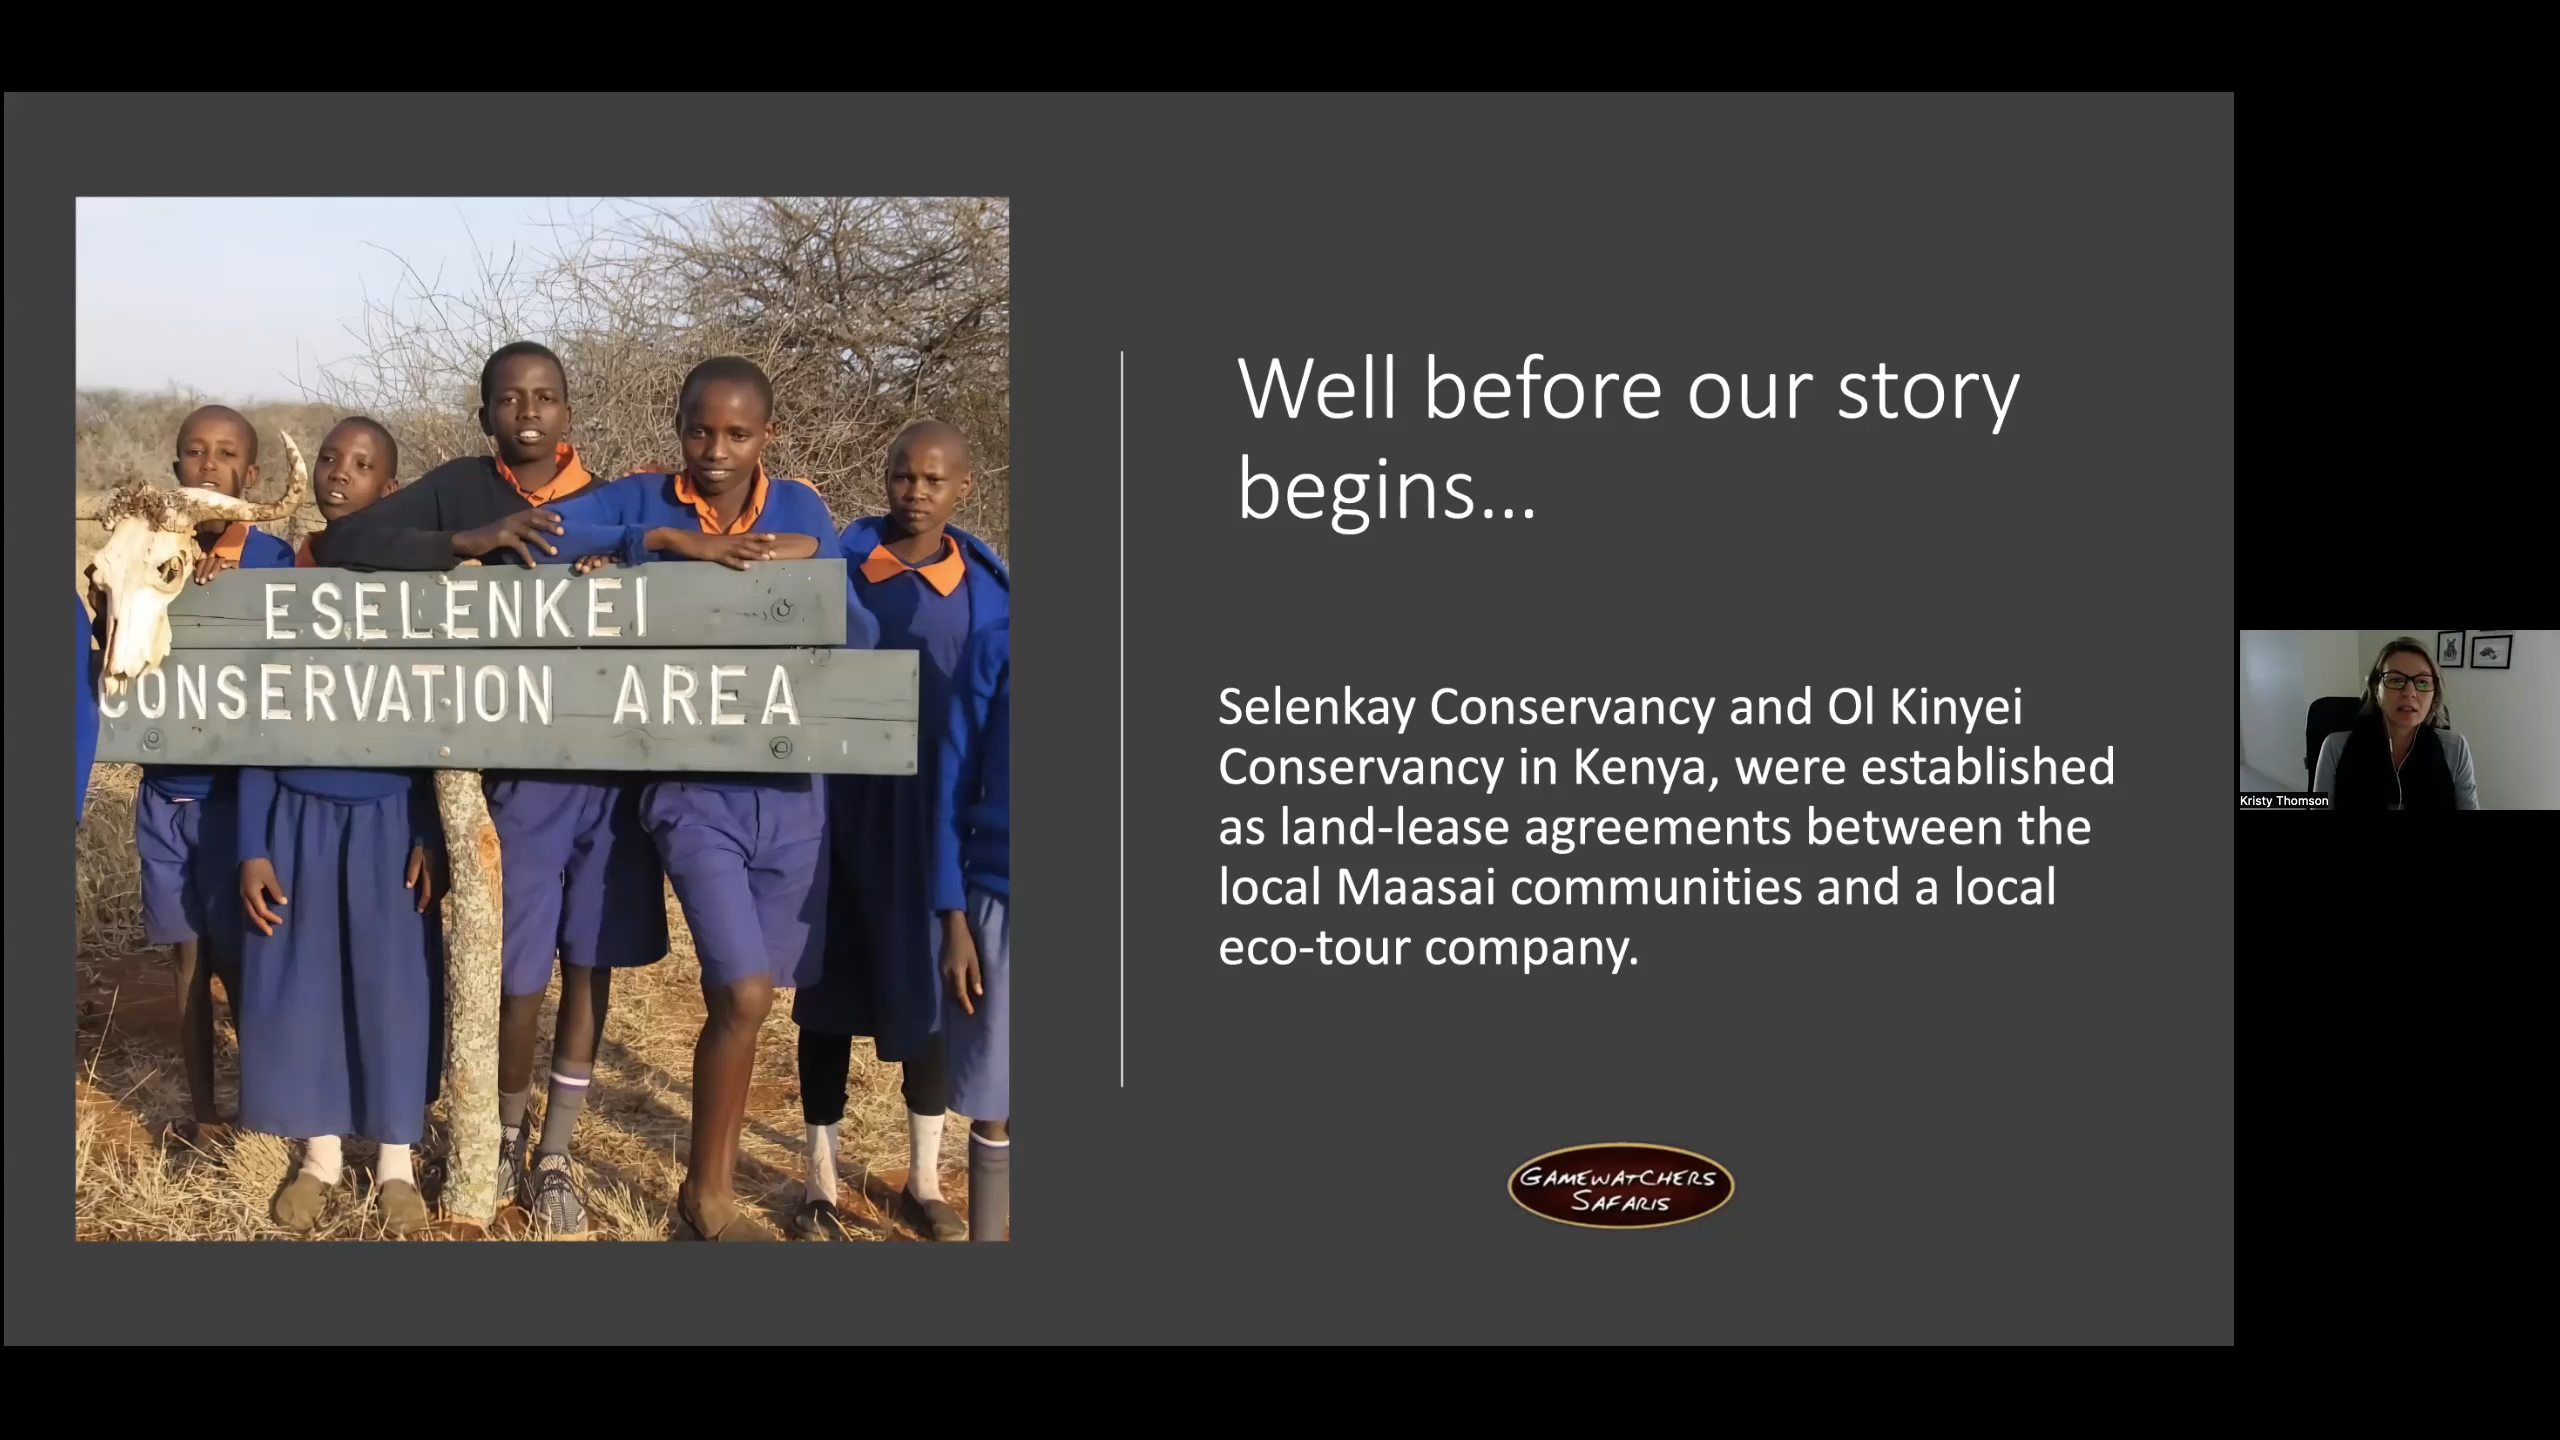 ESELENKEI
CONSERVATION AREA
Well before our story
begins...
Selenkay Conservancy and Ol Kinyei
Conservancy in Kenya, were established
as land-lease agreements between the
local Maasai communities and a local
eco-tour company.
GAMEWATCHERS
SAFARIS
Kristy Thomson